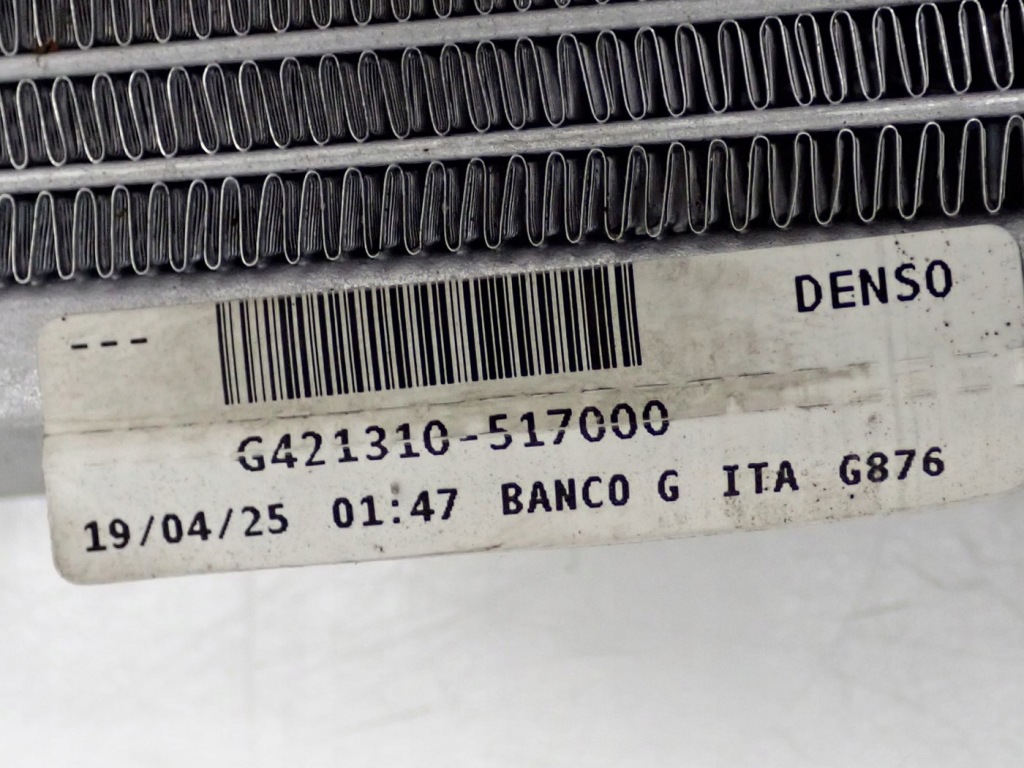 --- DENSO
G421310-517000
19/04/25 01:47 BANCO G ITA G876